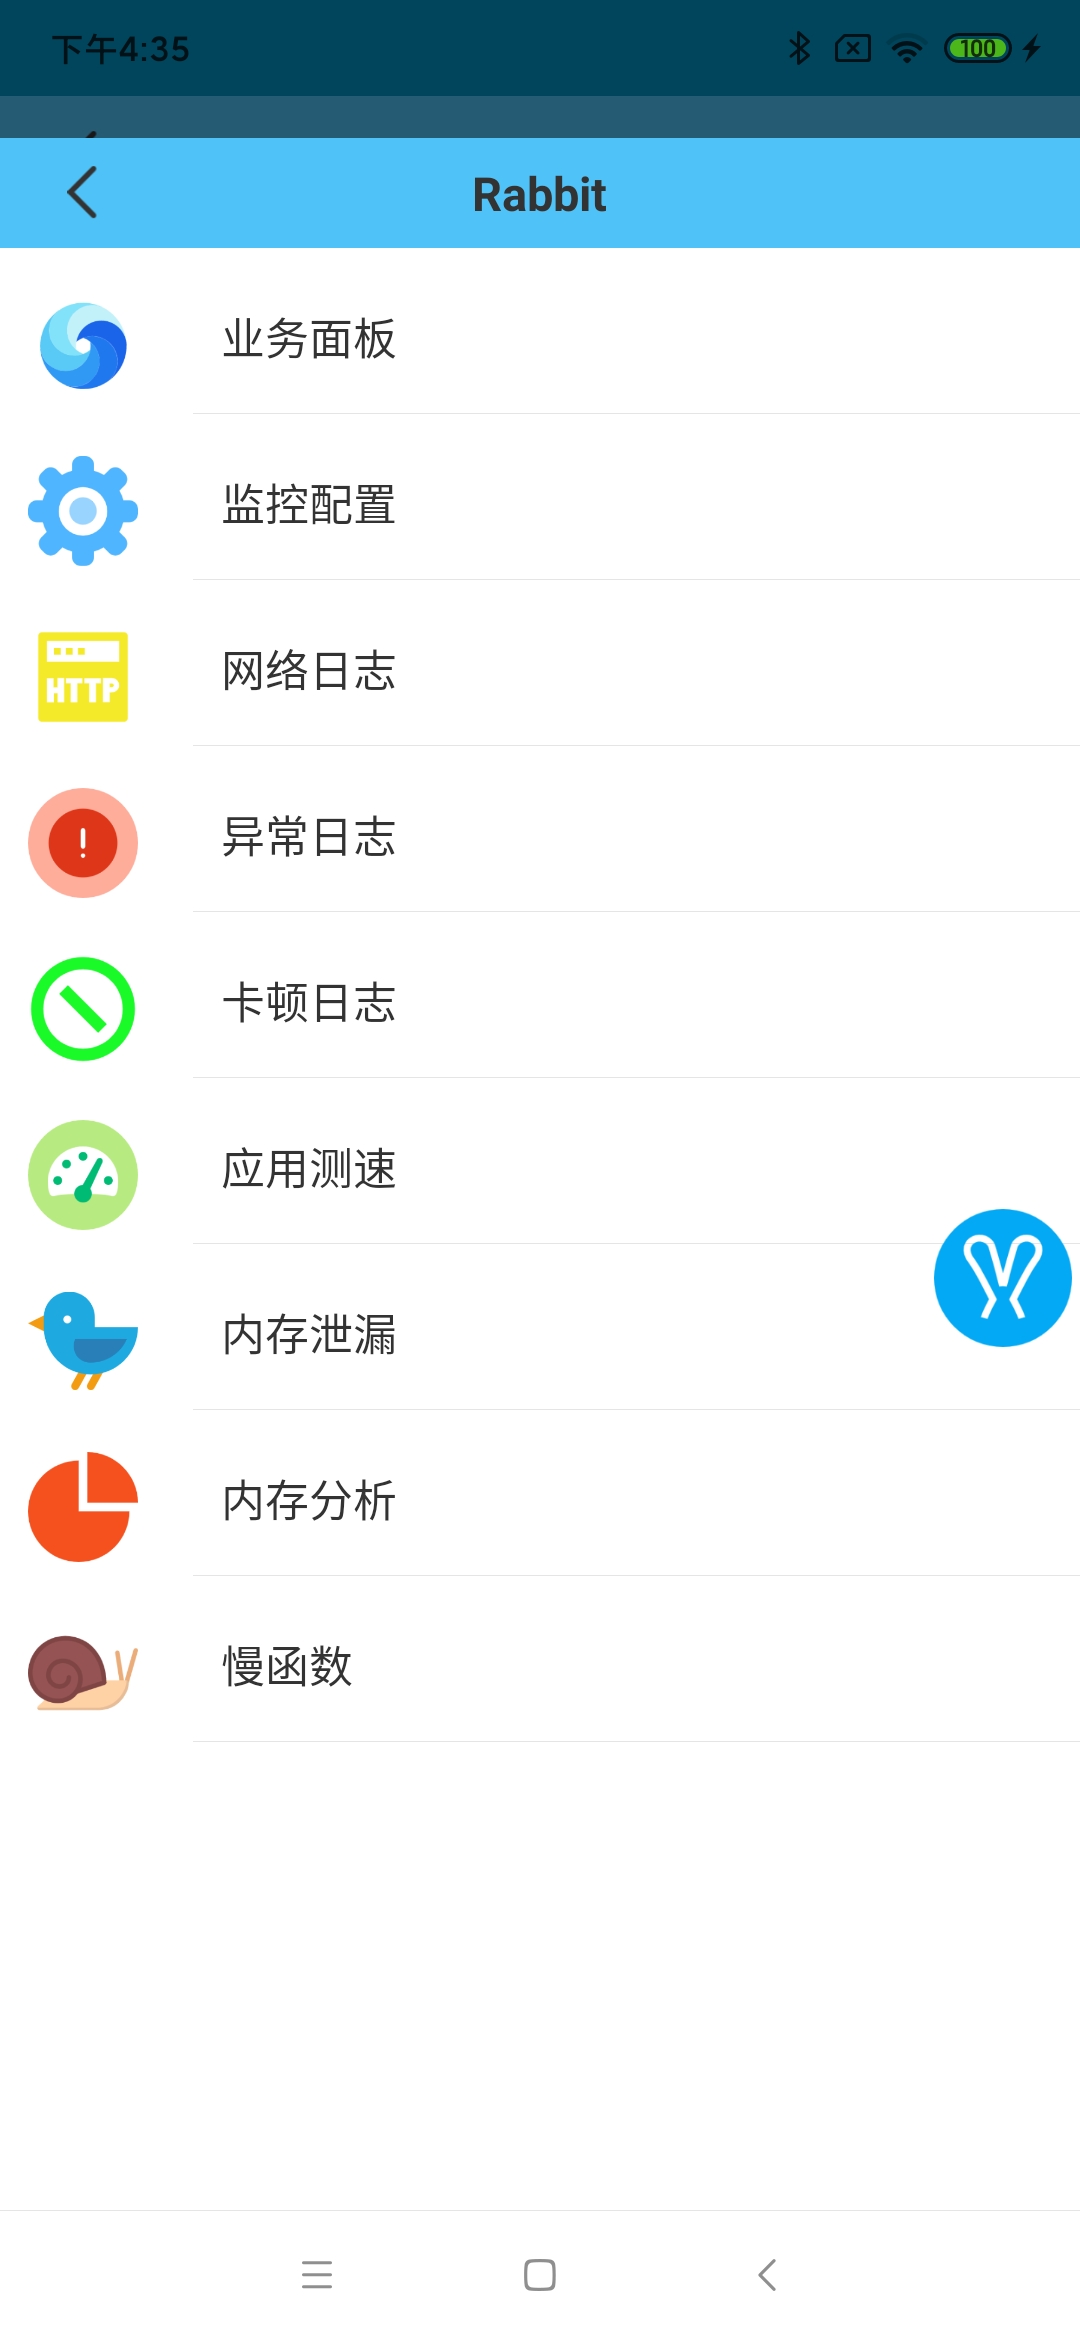 下午4:35
100
Rabbit
业务面板
监控配置
HTTP
网络日志
异常日志
卡顿日志
应用测速
内存泄漏
内存分析
慢函数